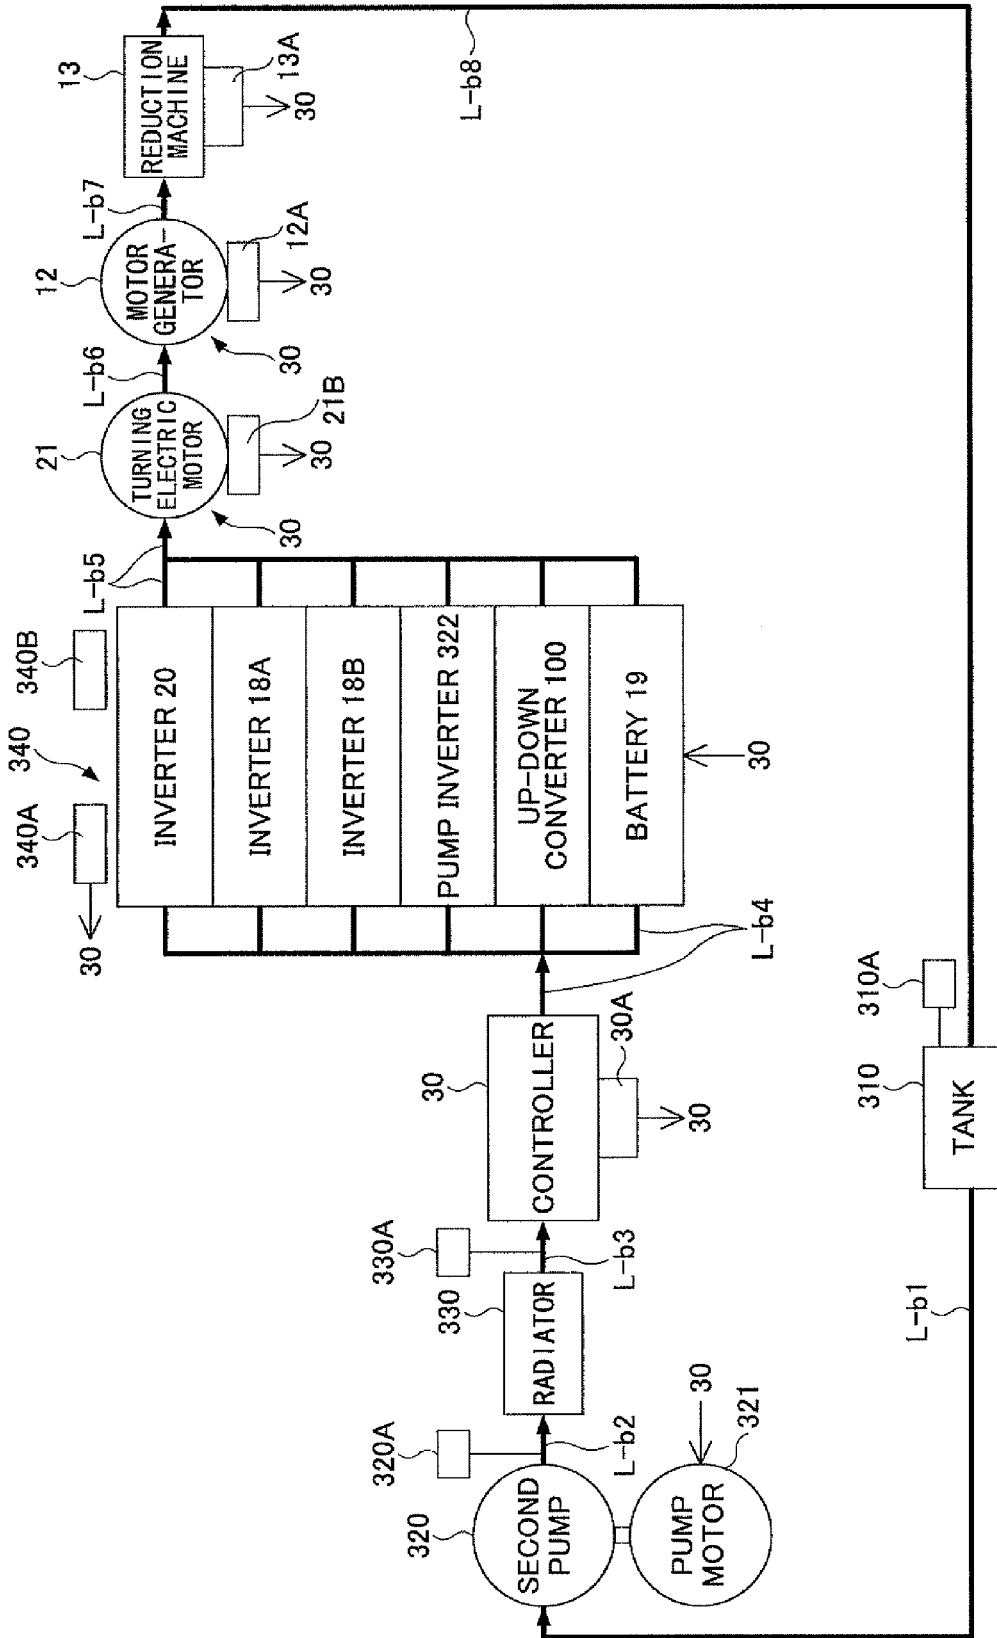 340
340A
340B
30
INVERTER 20
INVERTER 18A
INVERTER 18B
PUMP INVERTER 322
UP-DOWN
CONVERTER 100
BATTERY 19
30
L-b4
L-b5
21
TURNING
ELECTRIC
MOTOR
21B
30
30
L-b6
12
MOTOR
GENERA-
TOR
12A
30
30
L-b7
13
REDUCTION
MACHINE
13A
30
L-b8
320A
320
SECOND
PUMP
L-b2
PUMP
MOTOR
30
321
330A
330
RADIATOR
L-b3
30
CONTROLLER
30A
30
310A
310
TANK
L-b1